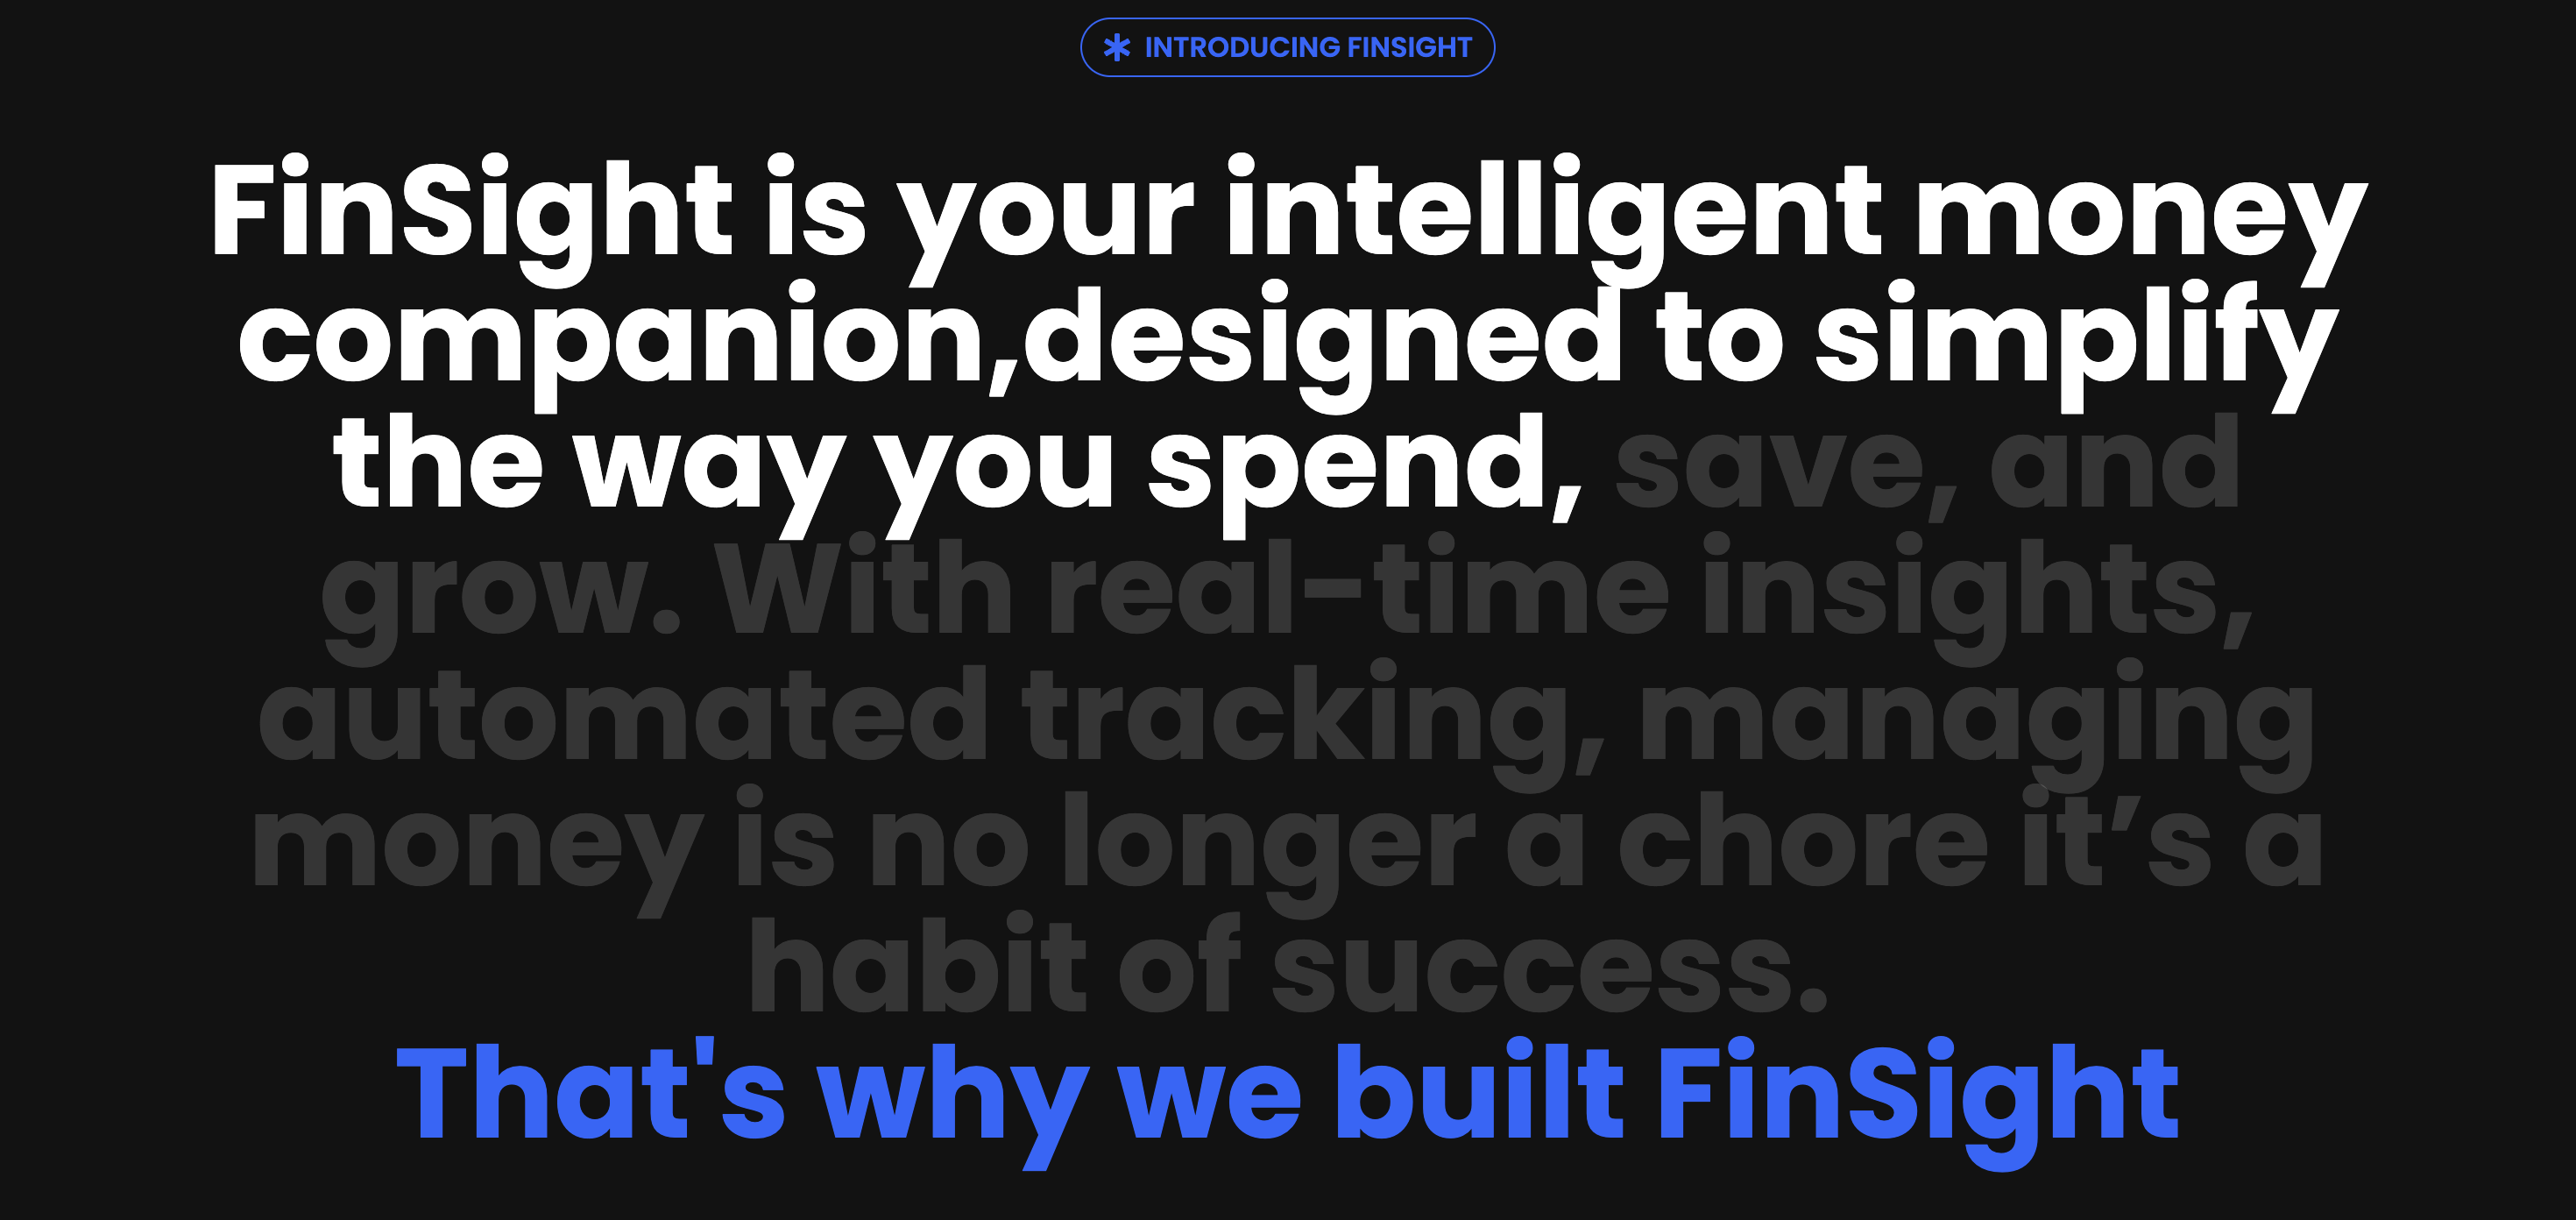 INTRODUCING FINSIGHT
FinSight is your intelligent money
companion,designed to simplify
the way you spend, save, and
grow. With real-time insights,
automated tracking, managing
money is no longer a chore it’s a
habit of success.
That's why we built FinSight